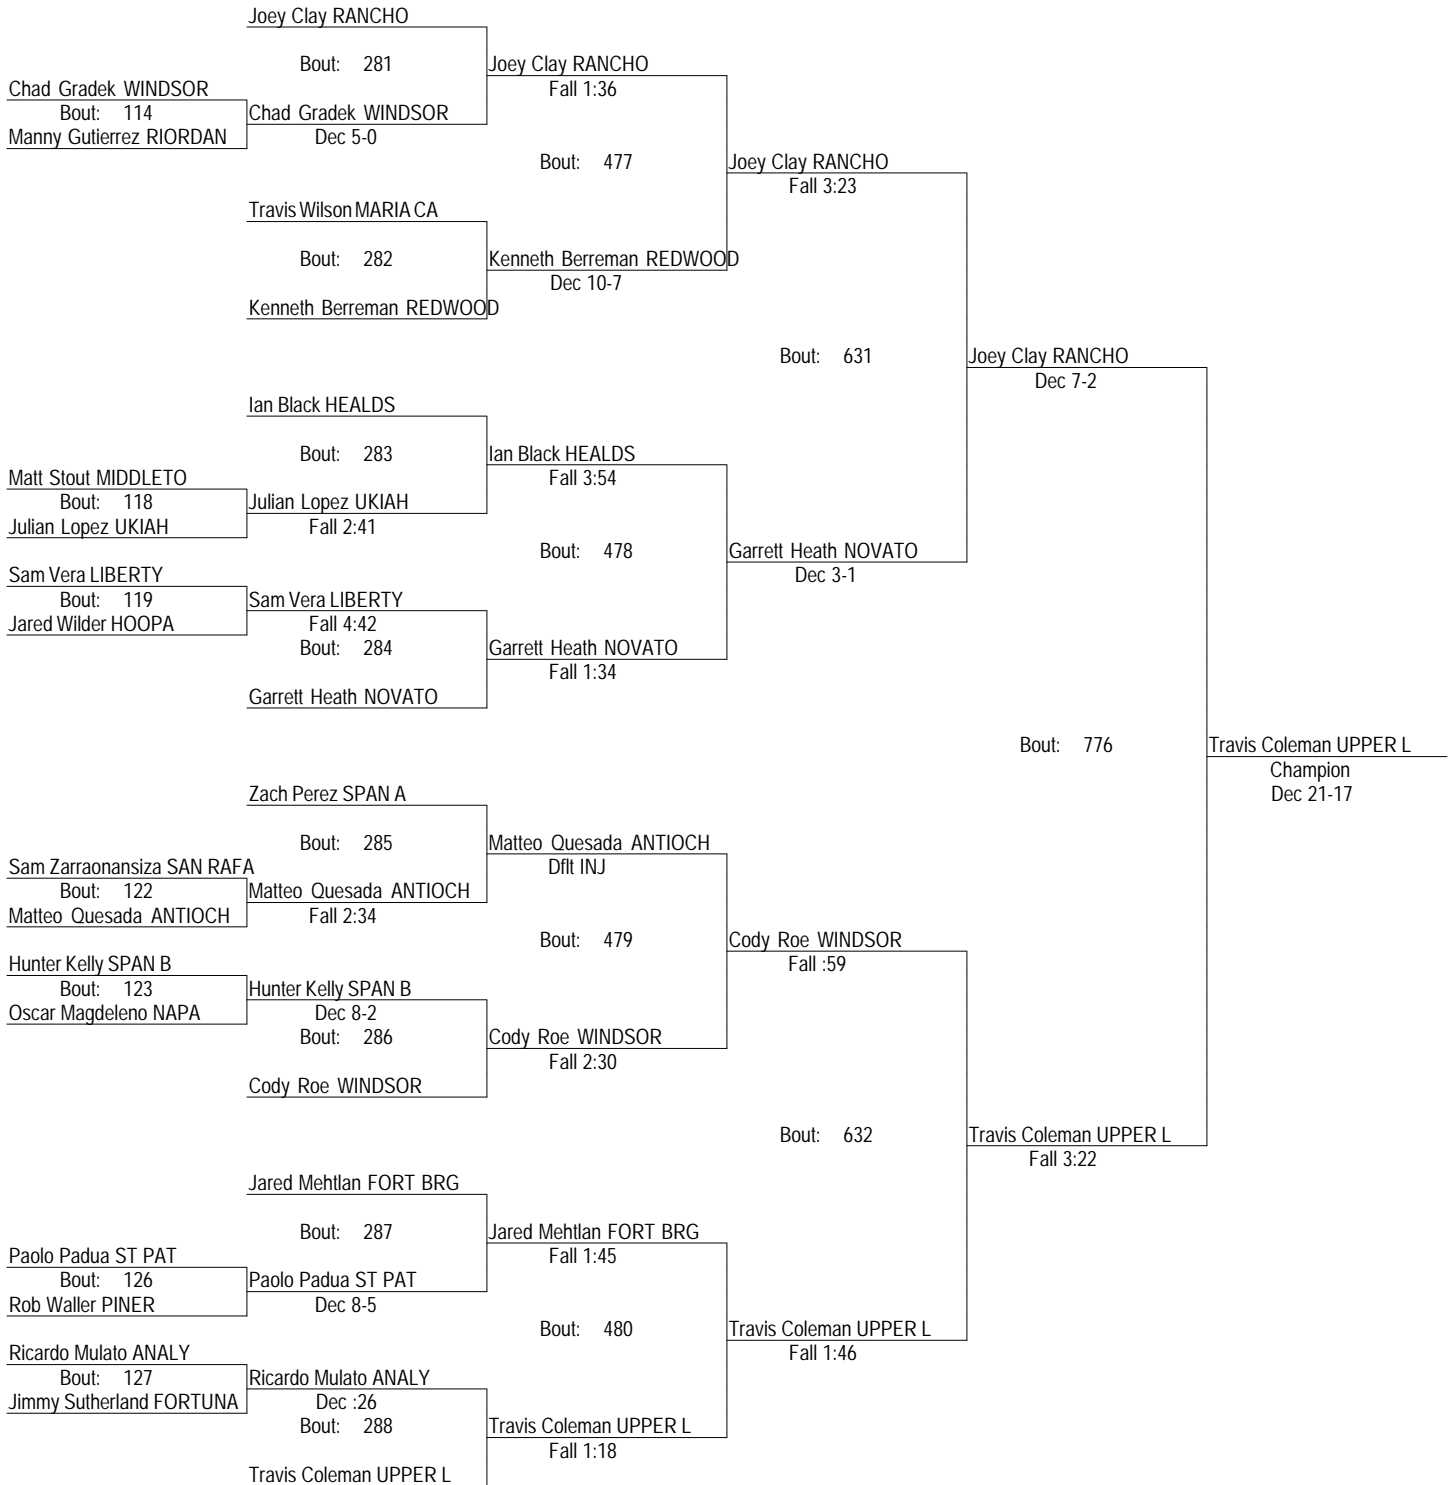 Joey Clay RANCHO
Bout: 281
Joey Clay RANCHO
Fall 1:36
Chad Gradek WINDSOR
Bout: 114
Manny Gutierrez RIORDAN
Chad Gradek WINDSOR
Dec 5-0
Bout: 477
Joey Clay RANCHO
Fall 3:23
Travis Wilson MARIA CA
Bout: 282
Kenneth Berreman REDWOOD
Dec 10-7
Kenneth Berreman REDWOOD
Bout: 631
Joey Clay RANCHO
Dec 7-2
Ian Black HEALDS
Bout: 283
Ian Black HEALDS
Fall 3:54
Matt Stout MIDDLETO
Bout: 118
Julian Lopez UKIAH
Julian Lopez UKIAH
Fall 2:41
Bout: 478
Garrett Heath NOVATO
Dec 3-1
Sam Vera LIBERTY
Bout: 119
Jared Wilder HOOPA
Sam Vera LIBERTY
Fall 4:42
Bout: 284
Garrett Heath NOVATO
Fall 1:34
Garrett Heath NOVATO
Bout: 776
Travis Coleman UPPER L
Champion
Dec 21-17
Zach Perez SPAN A
Bout: 285
Matteo Quesada ANTIOCH
Dflt INJ
Sam Zarraonansiza SAN RAFA
Bout: 122
Matteo Quesada ANTIOCH
Matteo Quesada ANTIOCH
Fall 2:34
Bout: 479
Cody Roe WINDSOR
Fall :59
Hunter Kelly SPAN B
Bout: 123
Oscar Magdeleno NAPA
Hunter Kelly SPAN B
Dec 8-2
Bout: 286
Cody Roe WINDSOR
Fall 2:30
Cody Roe WINDSOR
Bout: 632
Travis Coleman UPPER L
Fall 3:22
Jared Mehtlan FORT BRG
Bout: 287
Jared Mehtlan FORT BRG
Fall 1:45
Paolo Padua ST PAT
Bout: 126
Rob Waller PINER
Paolo Padua ST PAT
Dec 8-5
Bout: 480
Travis Coleman UPPER L
Fall 1:46
Ricardo Mulato ANALY
Bout: 127
Jimmy Sutherland FORTUNA
Ricardo Mulato ANALY
Dec :26
Bout: 288
Travis Coleman UPPER L
Fall 1:18
Travis Coleman UPPER L